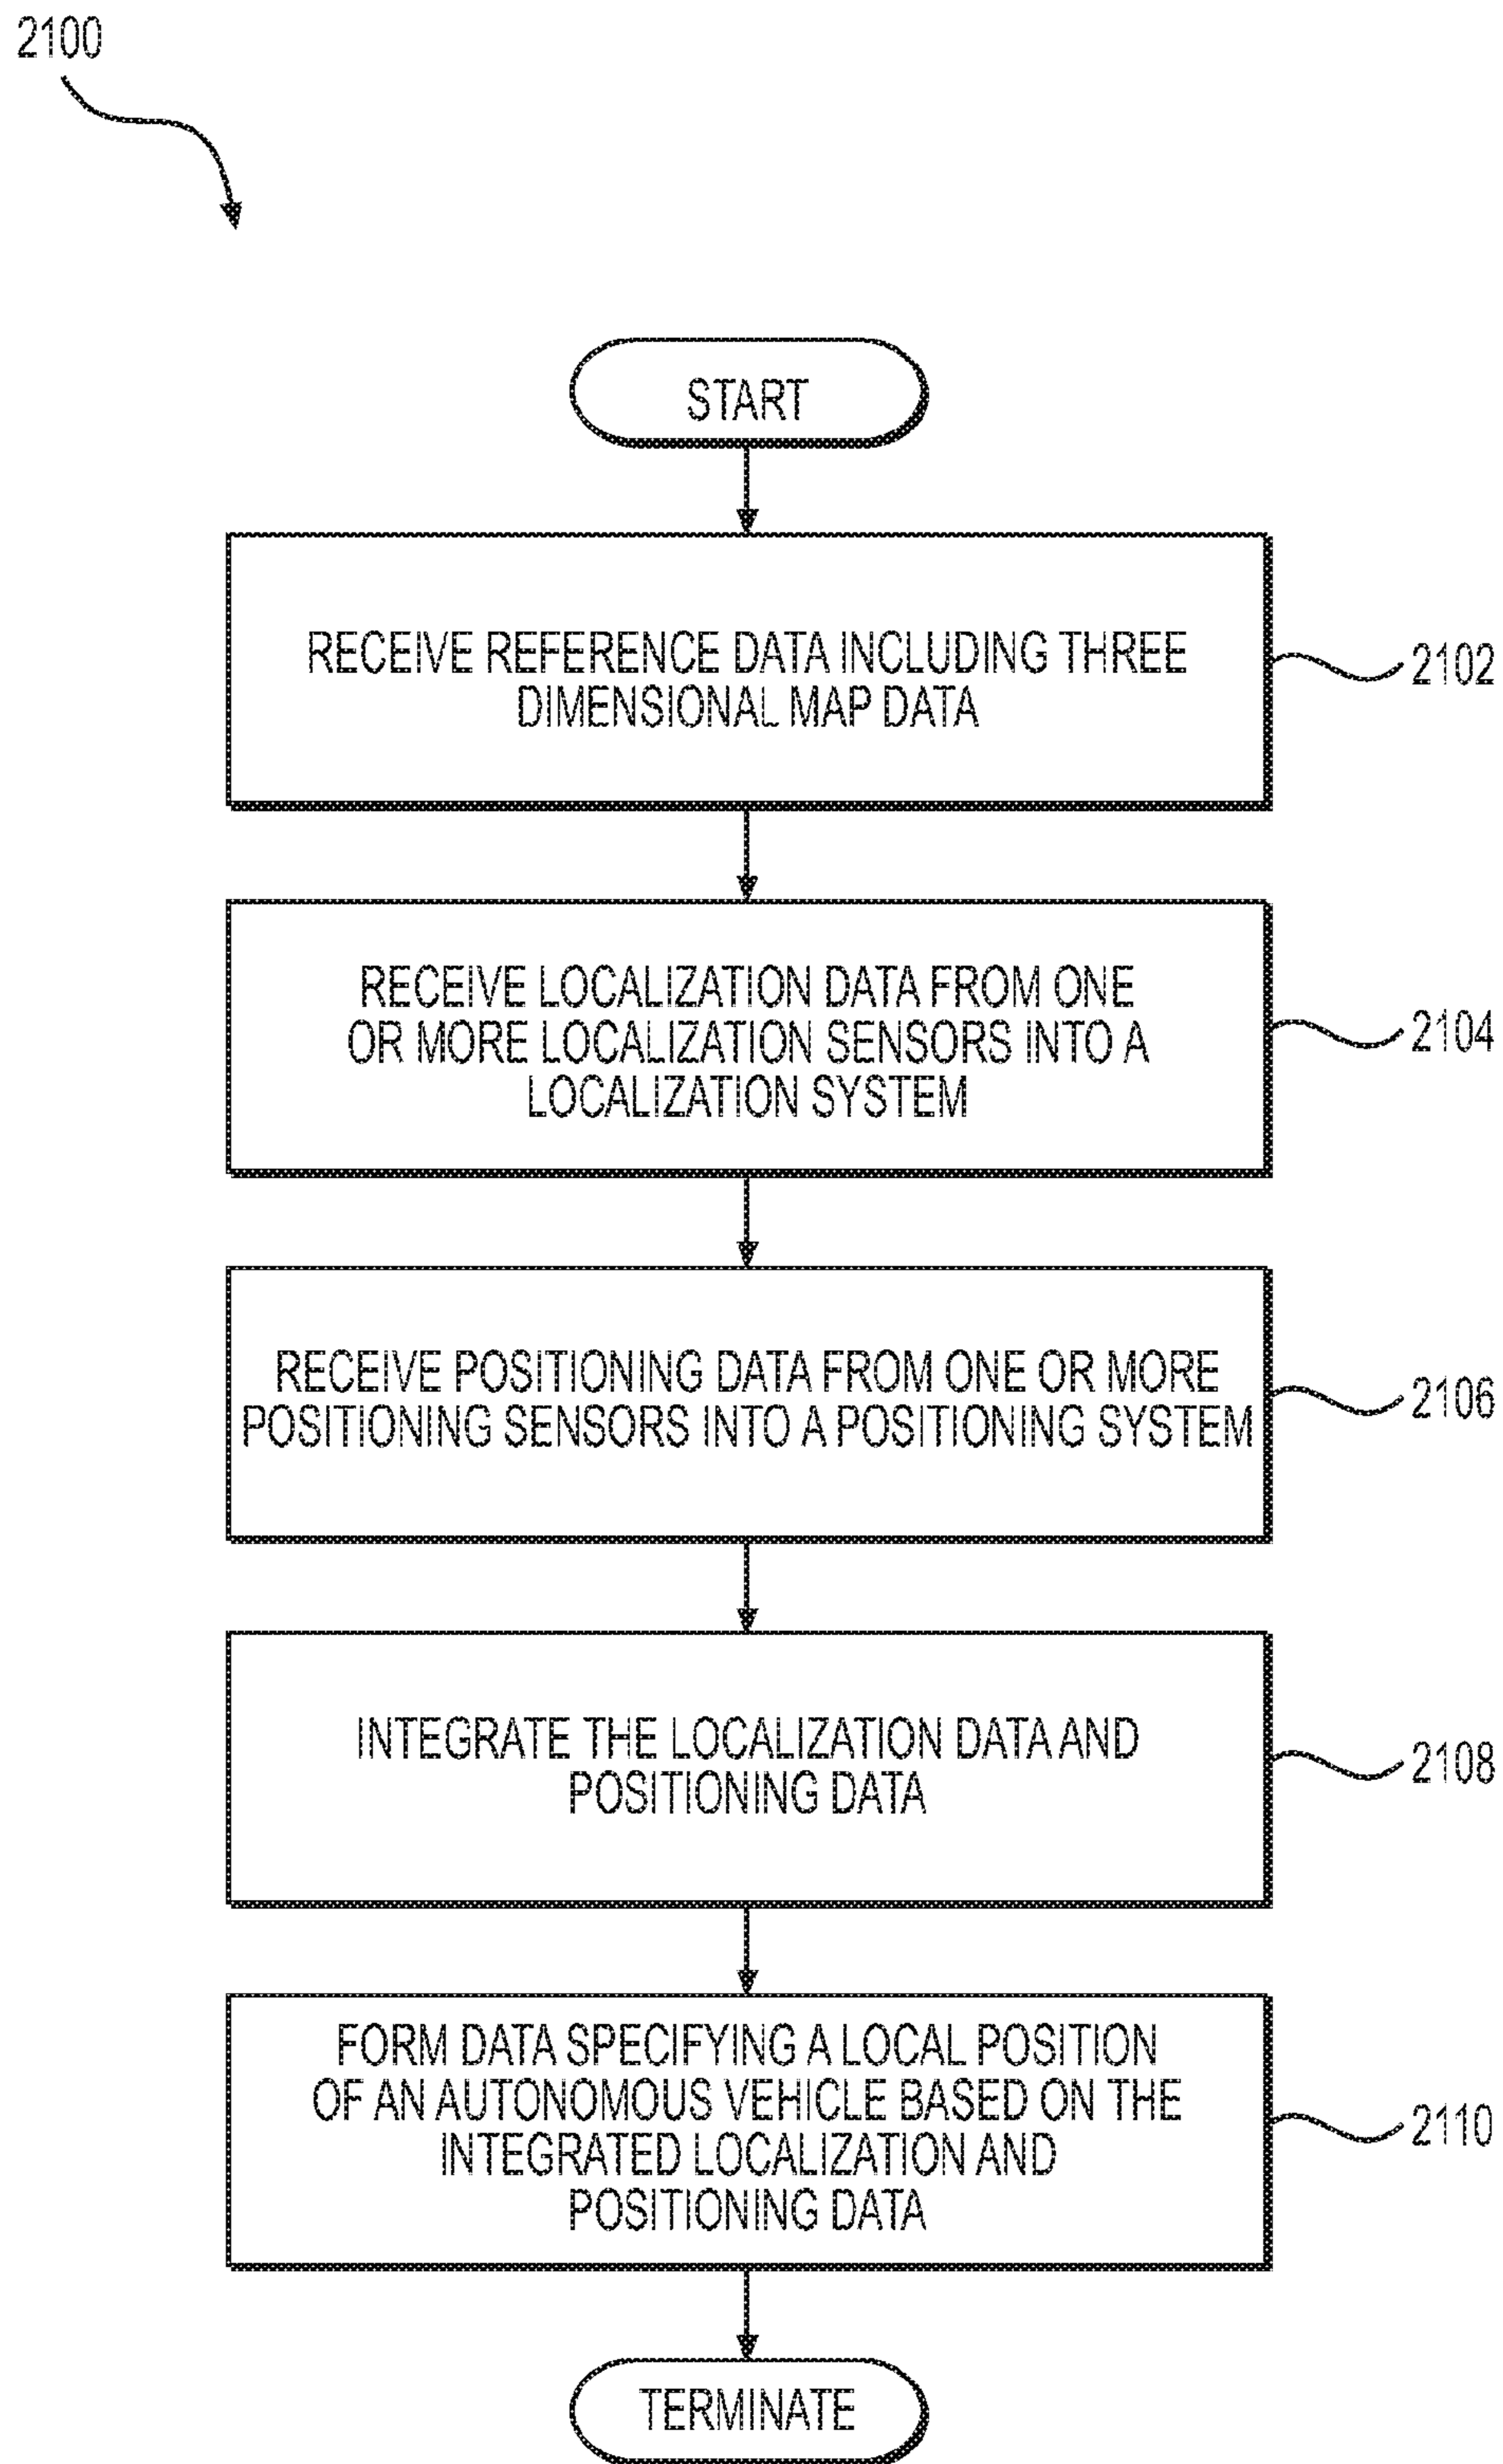 2100
START
RECEIVE REFERENCE DATA INCLUDING THREE
DIMENSIONAL MAP DATA
2102
RECEIVE LOCALIZATION DATA FROM ONE
OR MORE LOCALIZATION SENSORS INTO A
LOCALIZATION SYSTEM
2104
RECEIVE POSITIONING DATA FROM ONE OR MORE
POSITIONING SENSORS INTO A POSITIONING SYSTEM
2106
INTEGRATE THE LOCALIZATION DATA AND
POSITIONING DATA
2108
FORM DATA SPECIFYING A LOCAL POSITION
OF AN AUTONOMOUS VEHICLE BASED ON THE
INTEGRATED LOCALIZATION AND
POSITIONING DATA
2110
TERMINATE